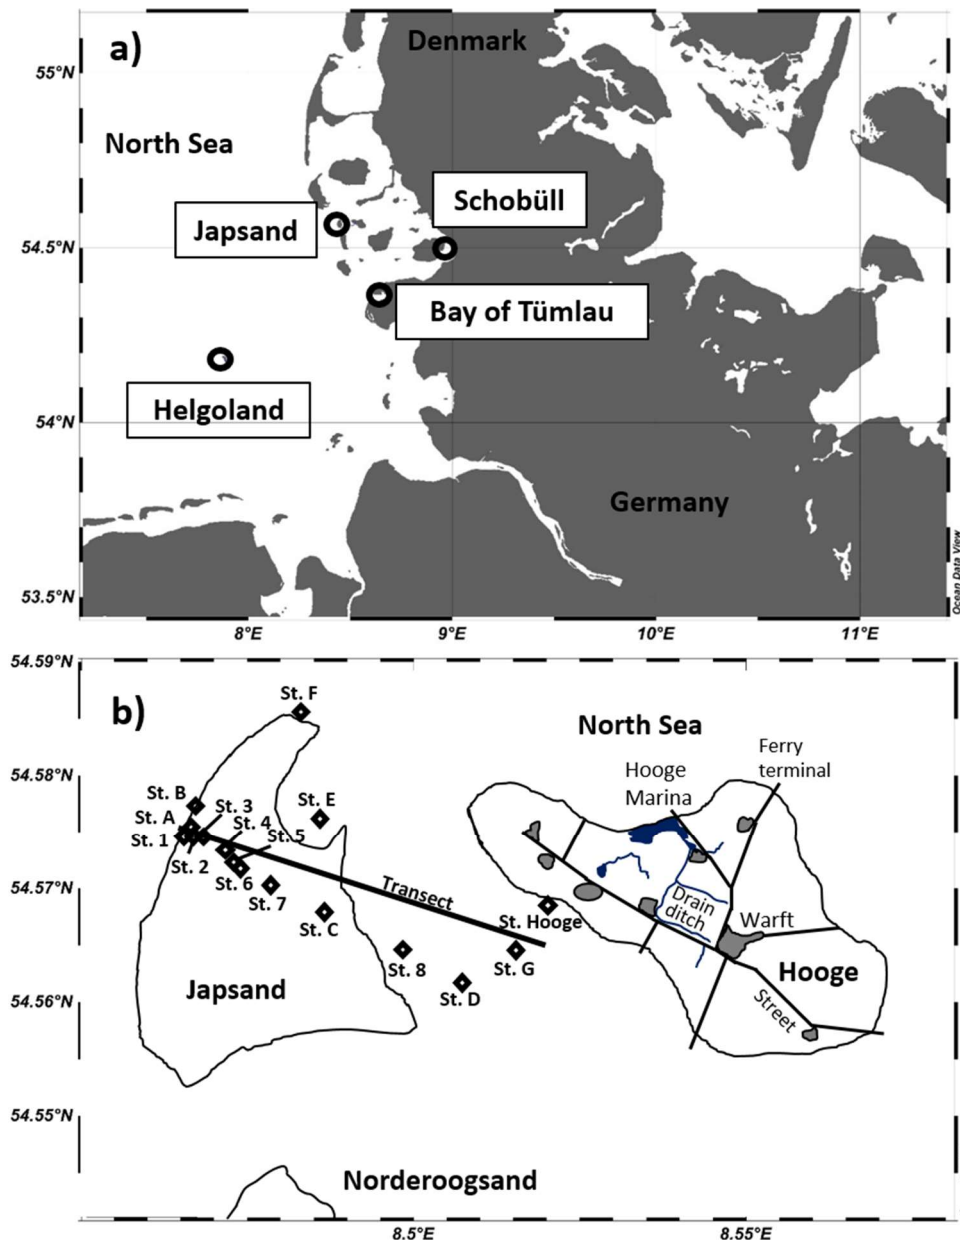 a)
Denmark
55°N
North Sea
Schobüll
Japsand
54.5°N
Bay of Tümlau
Helgoland
54°N
Germany
53.5°N
Ocean Data View
8°E
9°E
10°E
11°E
54.59°N
b)
St. F
North Sea
Ferry
terminal
54.58°N
Hooge
Marina
St. B
St. E
St. A
St. 3
St. 4
St. 1
St. 5
St. 2
St. 6
54.57°N
St. 7
Transect
St. C
St. Hooge
Drain
ditch
Warft
St. 8
St. G
St. D
Hooge
Japsand
Street
54.56°N
54.55°N
Norderoogsand
8.5°E
8.55°E